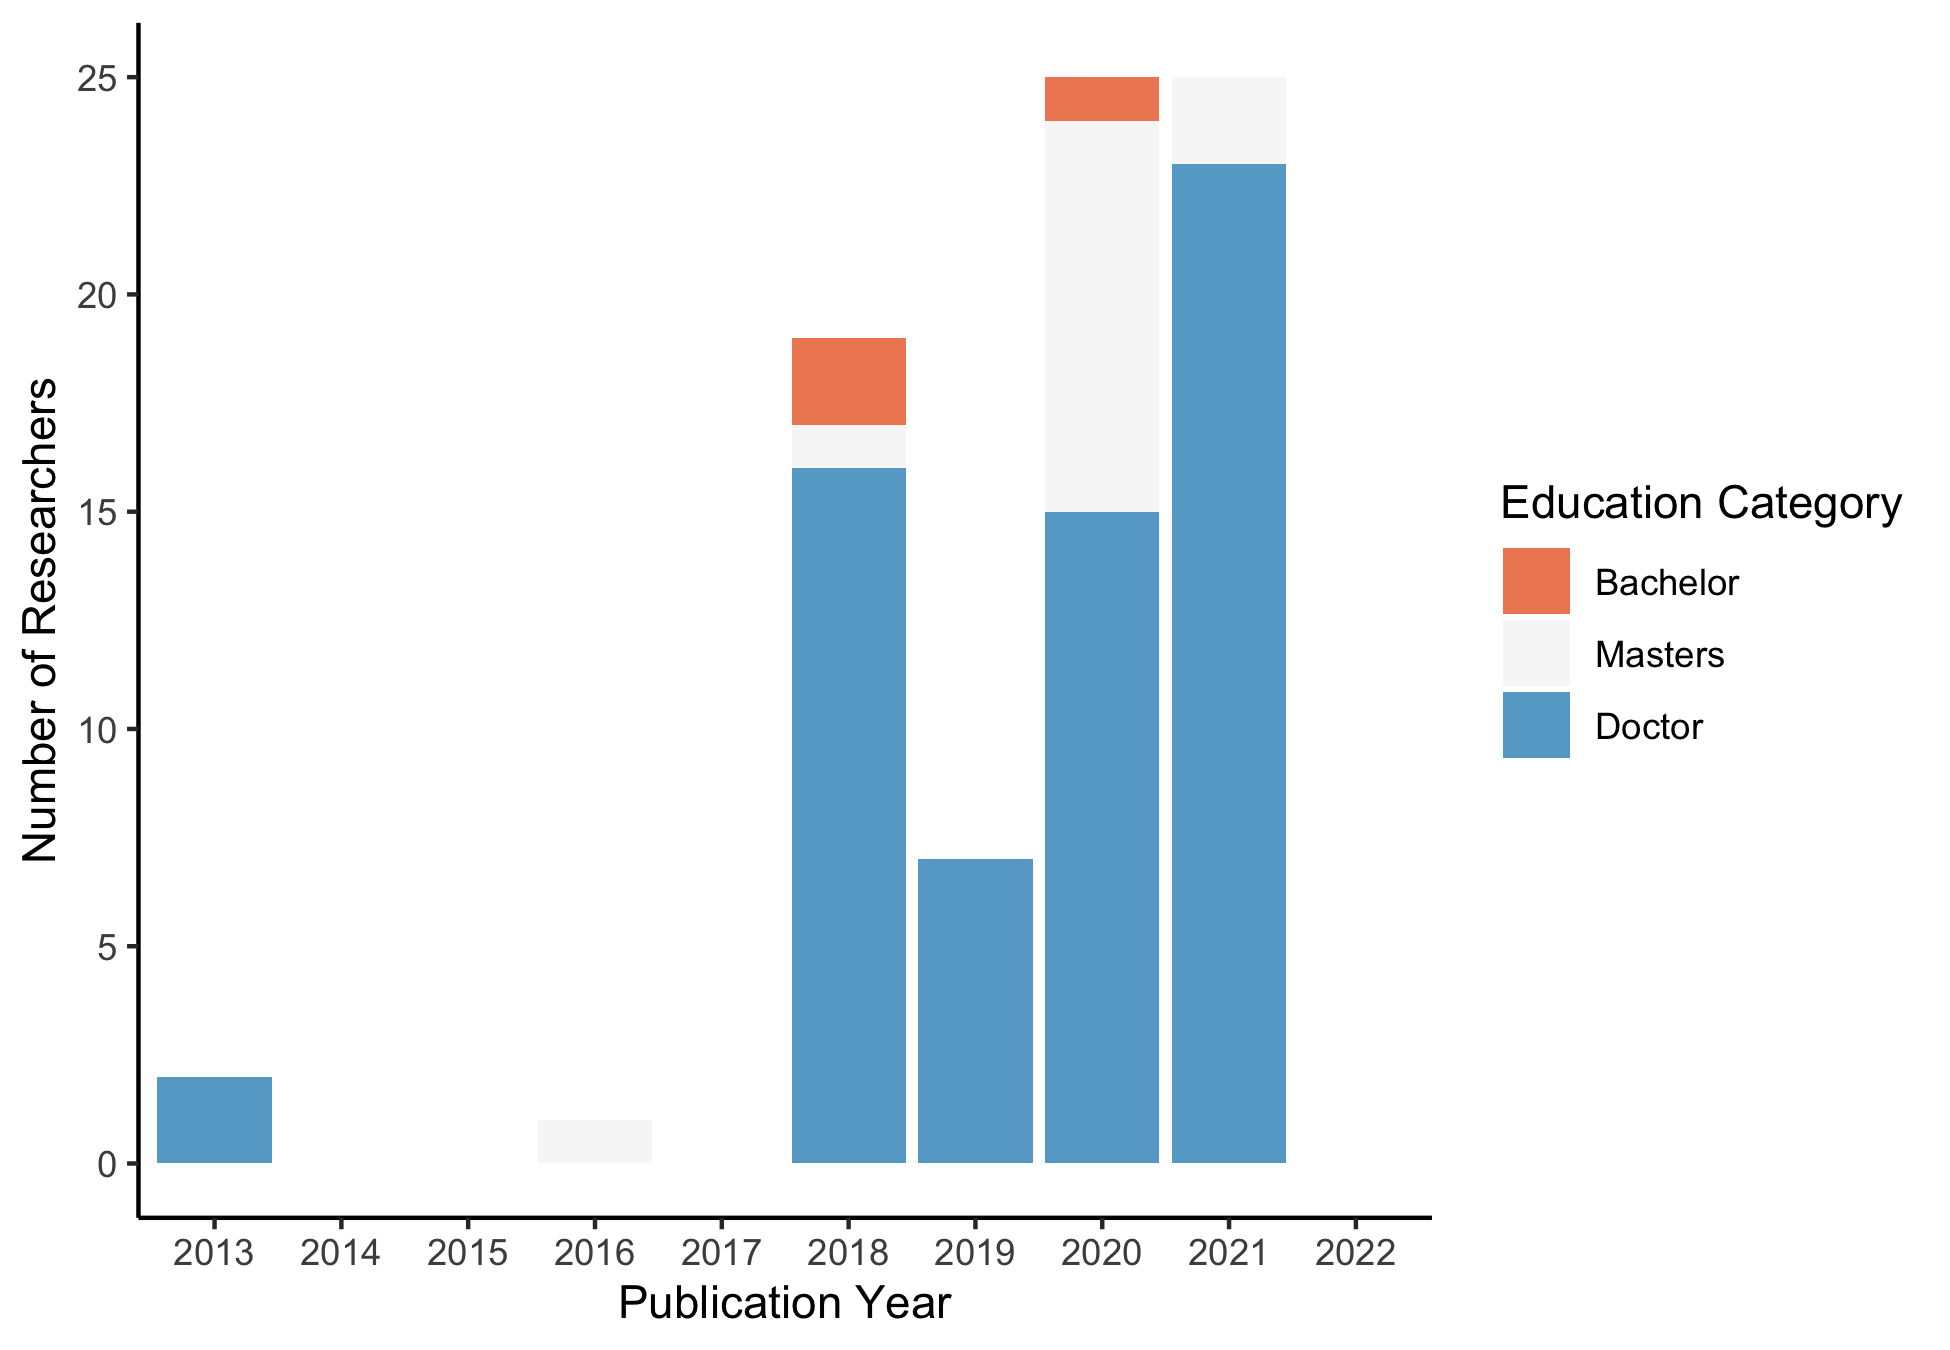 25
20
15
10
5
0
Number of Researchers
2013 2014 2015 2016 2017 2018 2019 2020 2021 2022
Publication Year
Education Category
Bachelor
Masters
Doctor